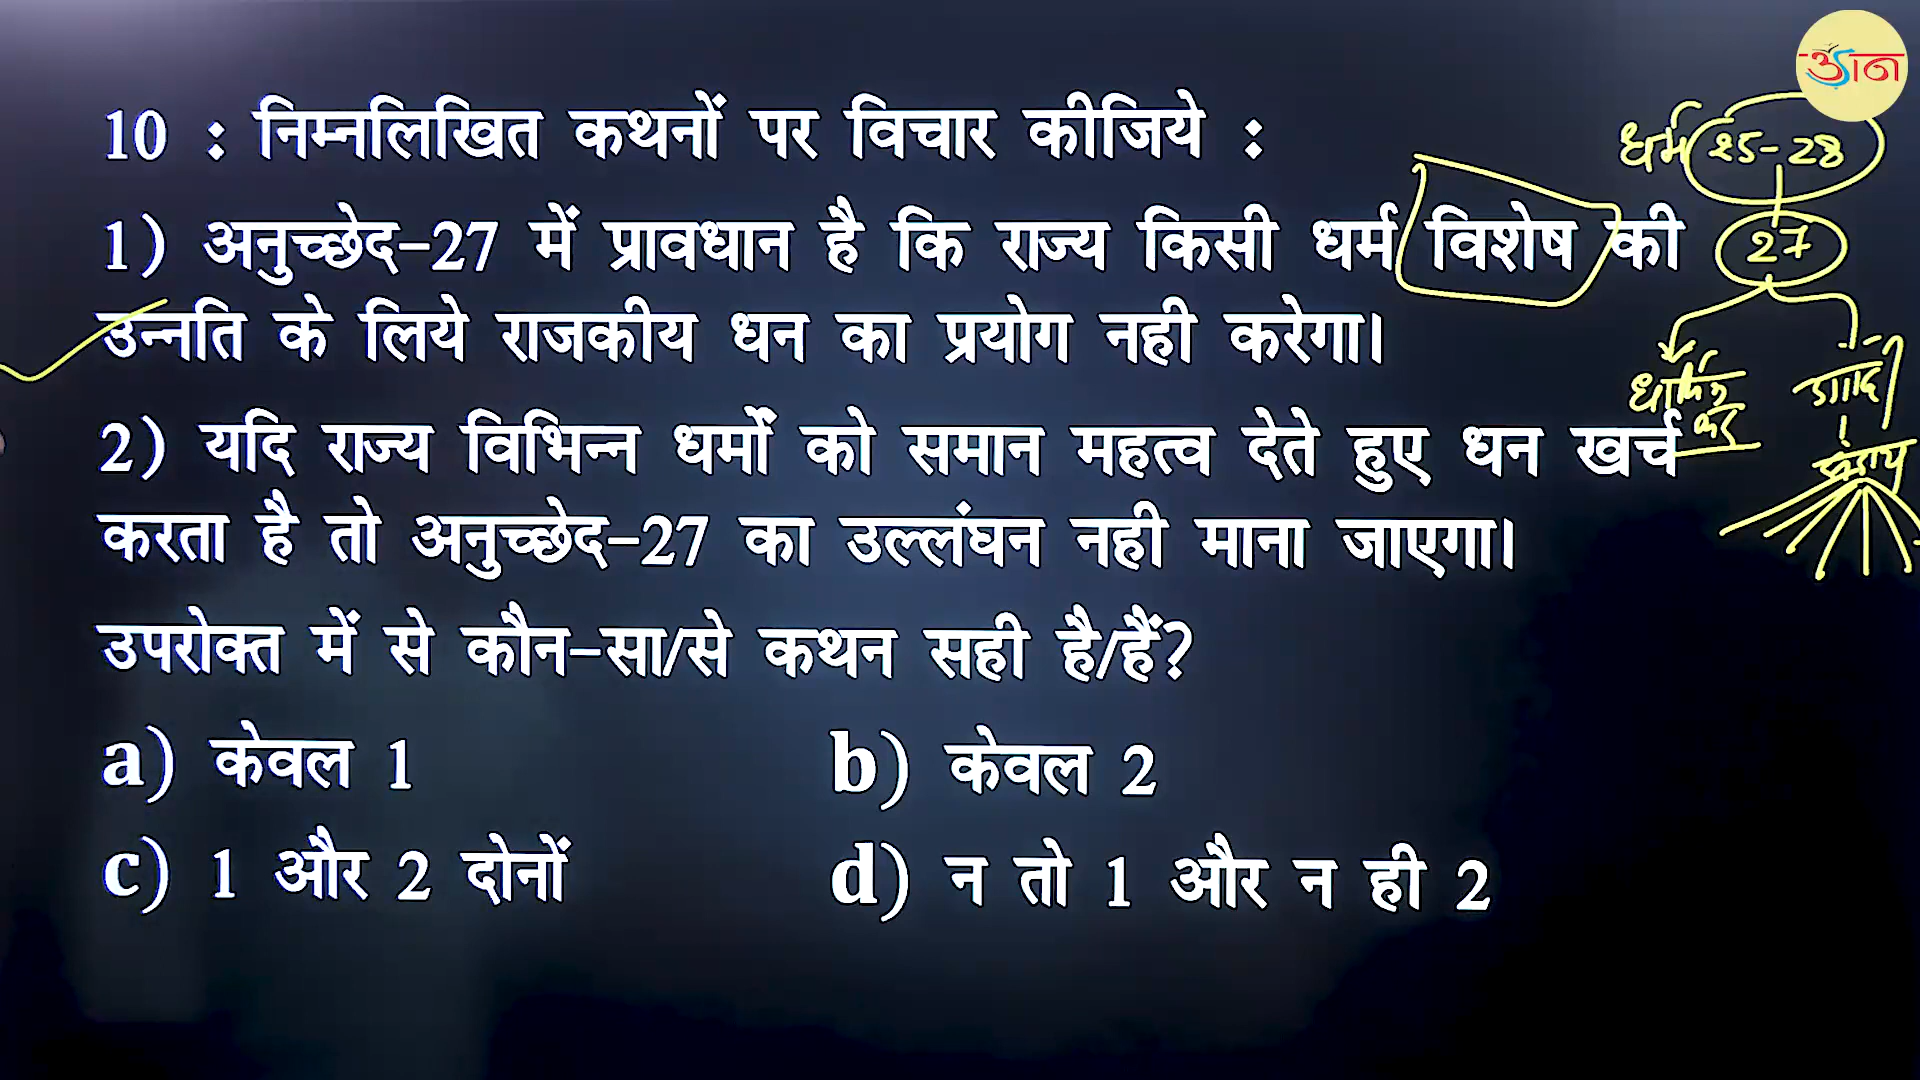 उड़ान
10 : निम्नलिखित कथनों पर विचार कीजिये :
धर्म 25-28
1) अनुच्छेद-27 में प्रावधान है कि राज्य किसी धर्म विशेष की
27
उन्नति के लिये राजकीय धन का प्रयोग नही करेगा।
धार्मिक
कर
2) यदि राज्य विभिन्न धर्मों को समान महत्व देते हुए धन खर्च
करता है तो अनुच्छेद-27 का उल्लंघन नही माना जाएगा।
उपरोक्त में से कौन-सा/से कथन सही है/हैं?
a) केवल 1 b) केवल 2
c) 1 और 2 दोनों d) न तो 1 और न ही 2